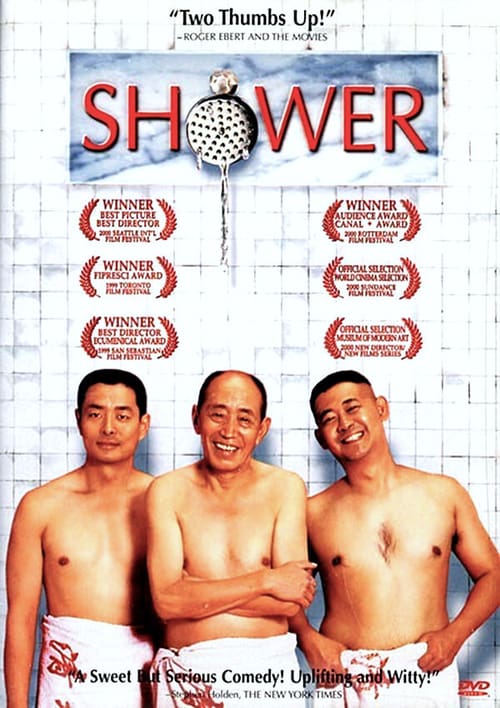 "Two Thumbs Up!"
– ROGER EBERT AND THE MOVIES
SHOWER
WINNER
BEST PICTURE
BEST DIRECTOR
2000 SEATTLE INT'L
FILM FESTIVAL
WINNER
AUDIENCE AWARD
CANAL + AWARD
2000 ROTTERDAM
FILM FESTIVAL
WINNER
FIPRESCI AWARD
1999 TORONTO
FILM FESTIVAL
OFFICIAL SELECTION
WORLD CINEMA SELECTION
2000 SUNDANCE
FILM FESTIVAL
WINNER
BEST DIRECTOR
ECUMENICAL AWARD
1999 SAN SEBASTIAN
FILM FESTIVAL
OFFICIAL SELECTION
MUSEUM OF MODERN ART
2000 NEW DIRECTOR/
NEW FILMS SERIES
"A Sweet But Serious Comedy! Uplifting and Witty!"
– Stephen Holden, THE NEW YORK TIMES
DVD
VIDEO